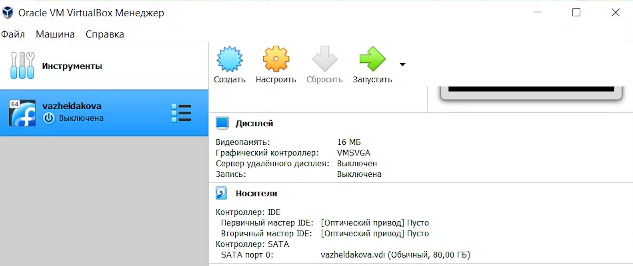 Oracle VM VirtualBox Менеджер
Файл Машина Справка
Инструменты
Создать Настроить Сбросить Запустить
64
vazheldakova
Выключена
Дисплей
Видеопамять: 16 МБ
Графический контроллер: VMSVGA
Сервер удалённого дисплея: Выключен
Запись: Выключена
Носители
Контроллер: IDE
Первичный мастер IDE: [Оптический привод] Пусто
Вторичный мастер IDE: [Оптический привод] Пусто
Контроллер: SATA
SATA порт 0: vazheldakova.vdi (Обычный, 80,00 ГБ)